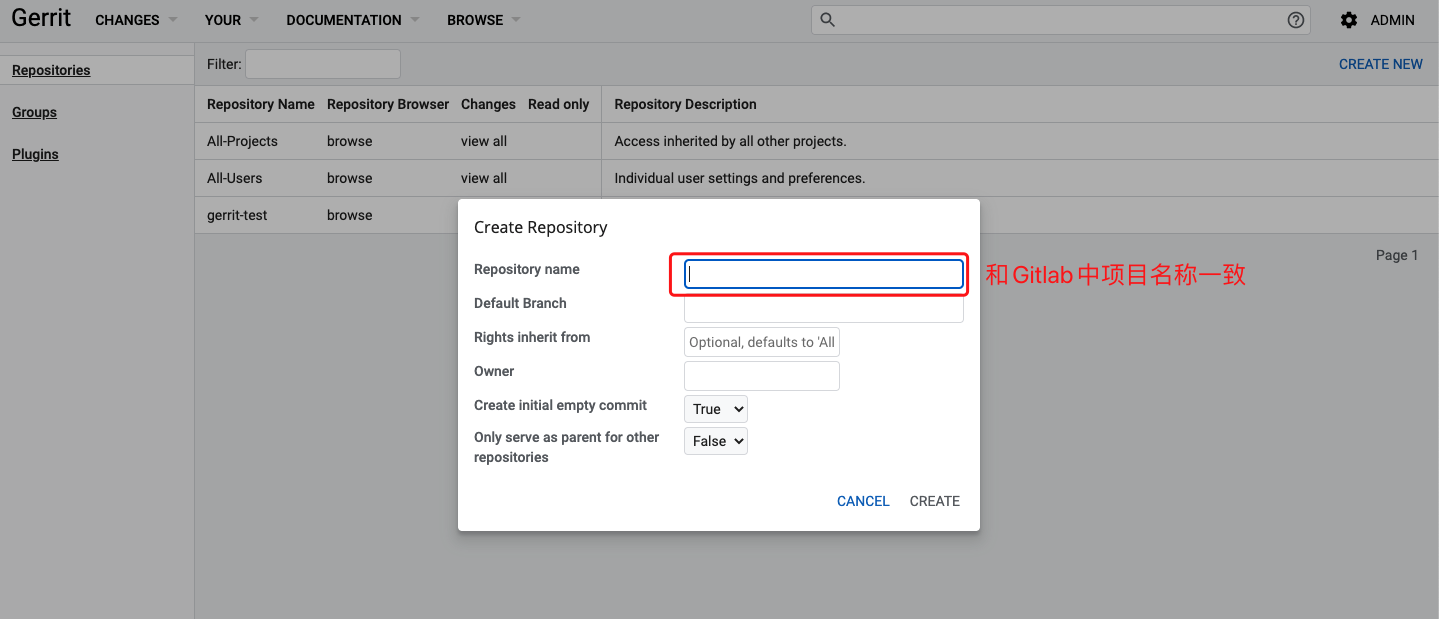 Gerrit CHANGES YOUR DOCUMENTATION BROWSE ADMIN
Repositories
Groups
Plugins
Filter: CREATE NEW
Repository Name Repository Browser Changes Read only Repository Description
All-Projects browse view all Access inherited by all other projects.
All-Users browse view all Individual user settings and preferences.
gerrit-test browse
Page 1
Create Repository
Repository name
和Gitlab中项目名称一致
Default Branch
Rights inherit from Optional, defaults to 'All
Owner
Create initial empty commit True
Only serve as parent for other False
repositories
CANCEL CREATE